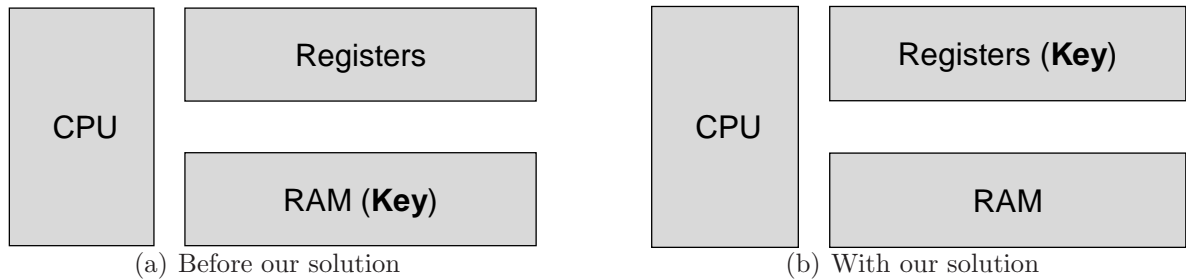 CPU
Registers
RAM (Key)
(a) Before our solution
CPU
Registers (Key)
RAM
(b) With our solution